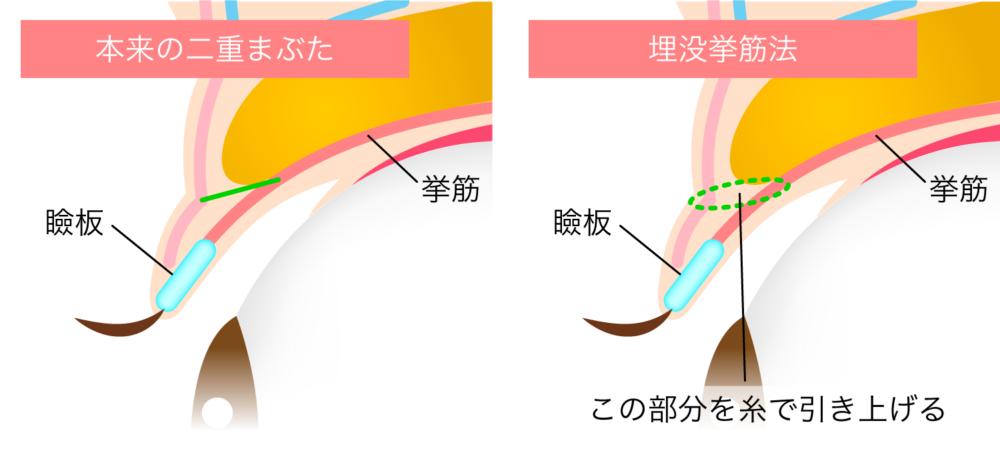 本来の二重まぶた
埋没挙筋法
挙筋
瞼板
挙筋
瞼板
この部分を糸で引き上げる